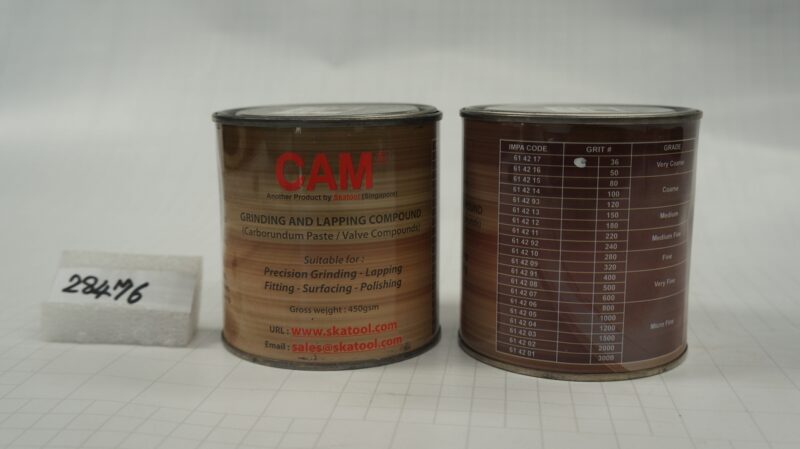 28476
CAM
Another Product by Skatool (Singapore)
GRINDING AND LAPPING COMPOUND
(Carborundum Paste / Valve Compounds)
Suitable for :
Precision Grinding - Lapping
Fitting - Surfacing - Polishing
Gross weight : 450gsm
URL : www.skatool.com
Email : sales@skatool.com
IMPA CODE GRIT # GRADE
61 42 17 36 Very Coarse
61 42 16 50
61 42 15 80
61 42 14 100 Coarse
61 42 93 120
61 42 13 150 Medium
61 42 12 180
61 42 11 220 Medium Fine
61 42 92 240
61 42 10 280 Fine
61 42 09 320
61 42 91 400
61 42 08 500 Very Fine
61 42 07 600
61 42 06 800
61 42 05 1000
61 42 04 1200 Micro Fine
61 42 03 1500
61 42 02 2000
61 42 01 3000